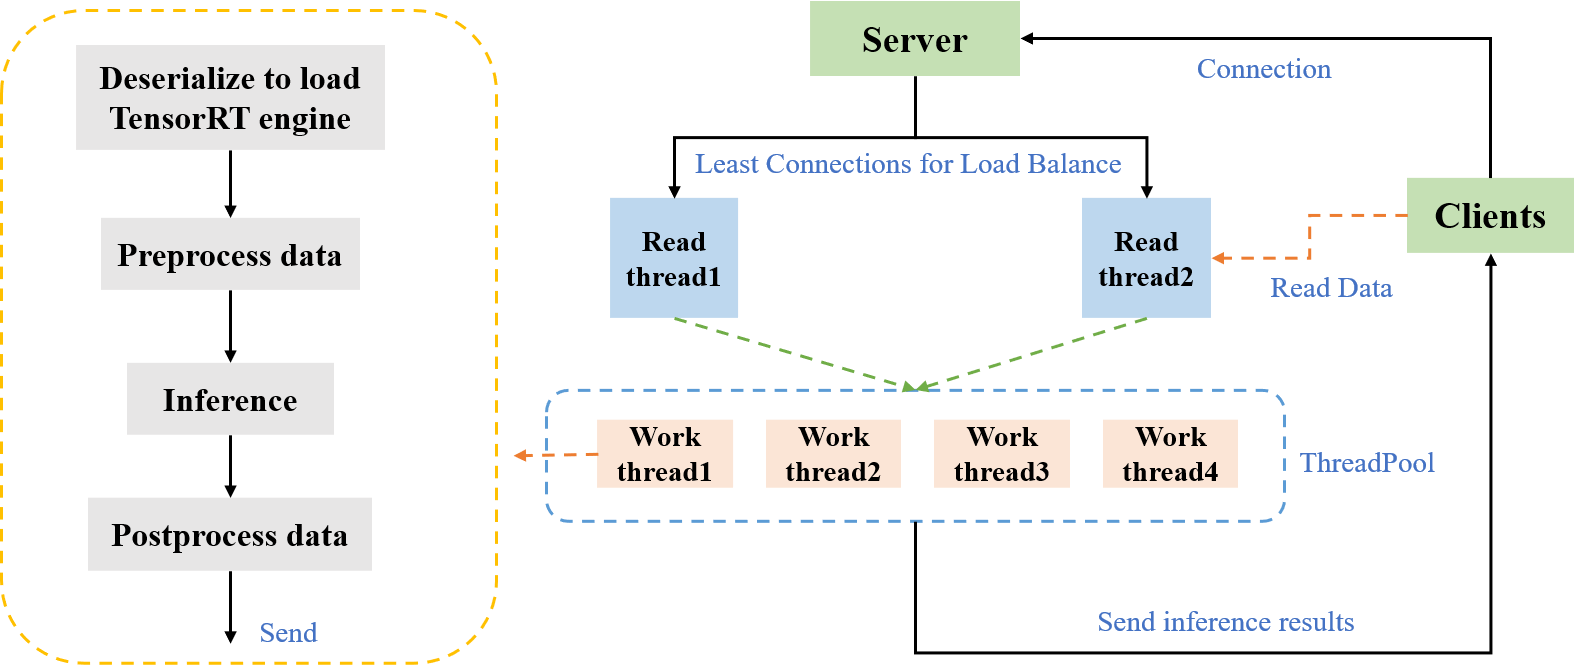 Deserialize to load
TensorRT engine
Preprocess data
Inference
Postprocess data
Send
Server
Connection
Least Connections for Load Balance
Clients
Read
thread1
Read
thread2
Read Data
Work
thread1
Work
thread2
Work
thread3
Work
thread4
ThreadPool
Send inference results